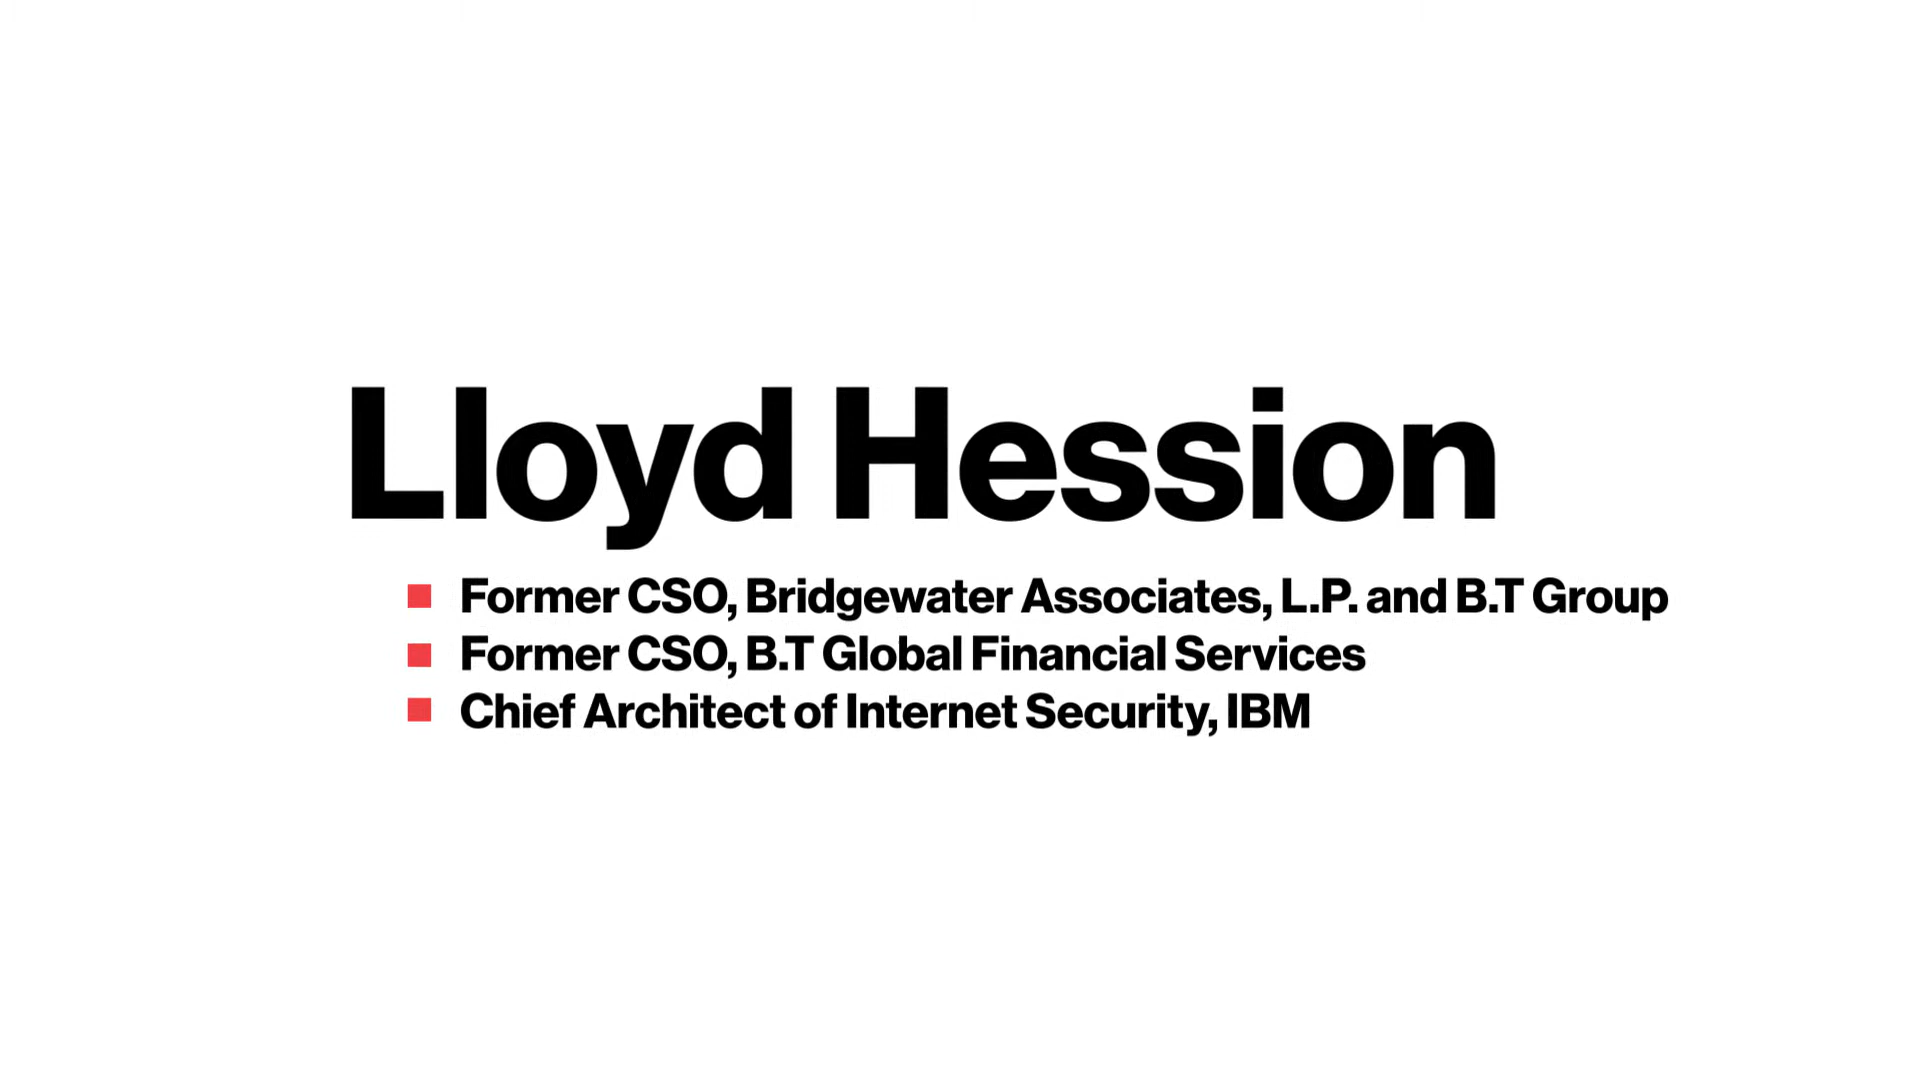 Lloyd Hession
Former CSO, Bridgewater Associates, L.P. and B.T Group
Former CSO, B.T Global Financial Services
Chief Architect of Internet Security, IBM